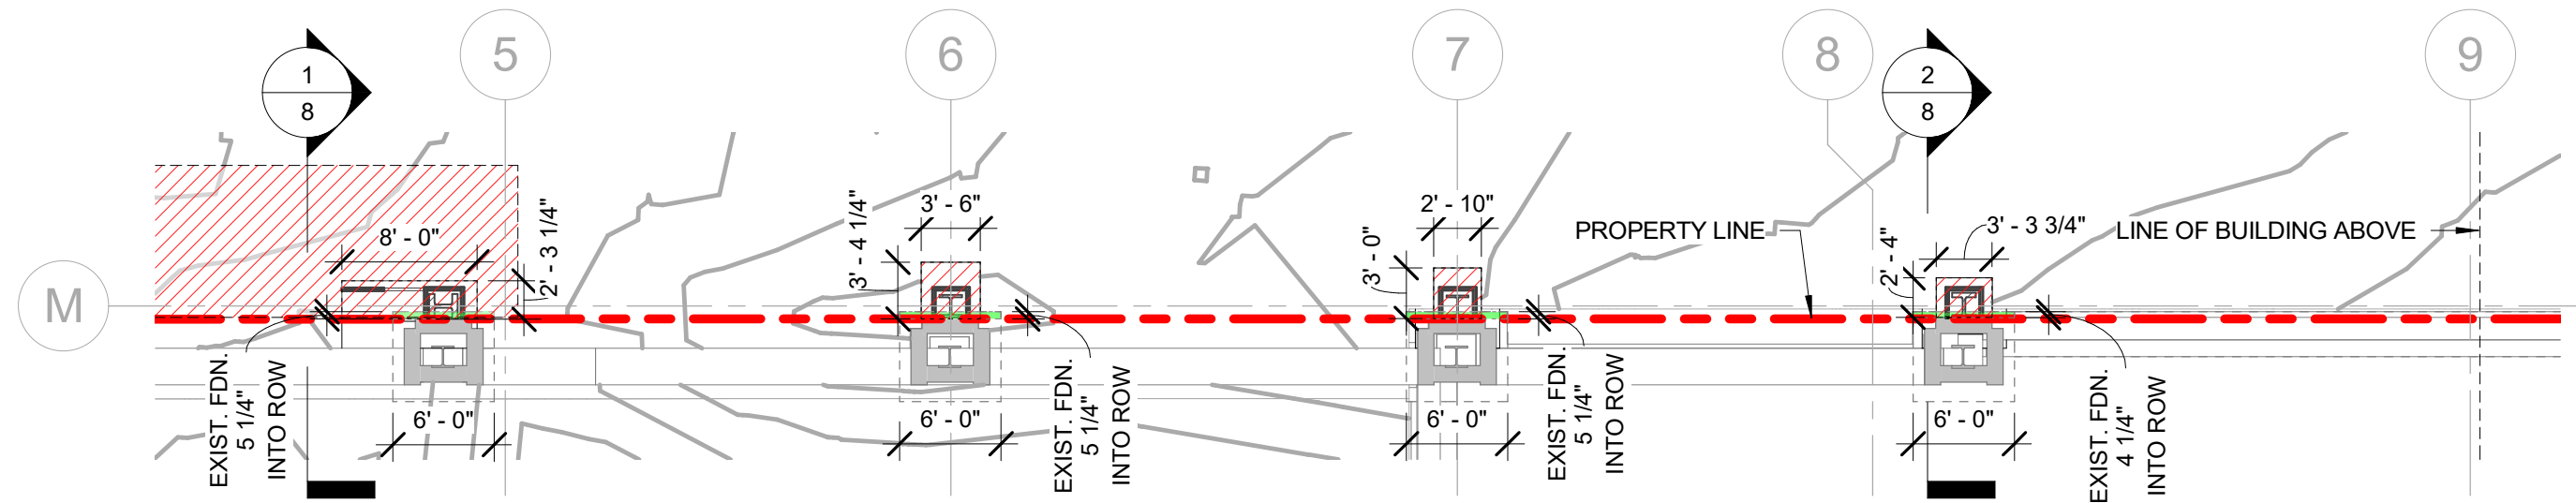 5
6
7
8
9
1
8
2
8
M
8' - 0"
2' - 3 1/4"
3' - 4 1/4"
3' - 6"
3' - 0"
2' - 10"
PROPERTY LINE
2' - 4"
3' - 3 3/4"
LINE OF BUILDING ABOVE
EXIST. FDN.
5 1/4"
INTO ROW
6' - 0"
6' - 0"
EXIST. FDN.
5 1/4"
INTO ROW
6' - 0"
EXIST. FDN.
5 1/4"
INTO ROW
6' - 0"
EXIST. FDN.
4 1/4"
INTO ROW